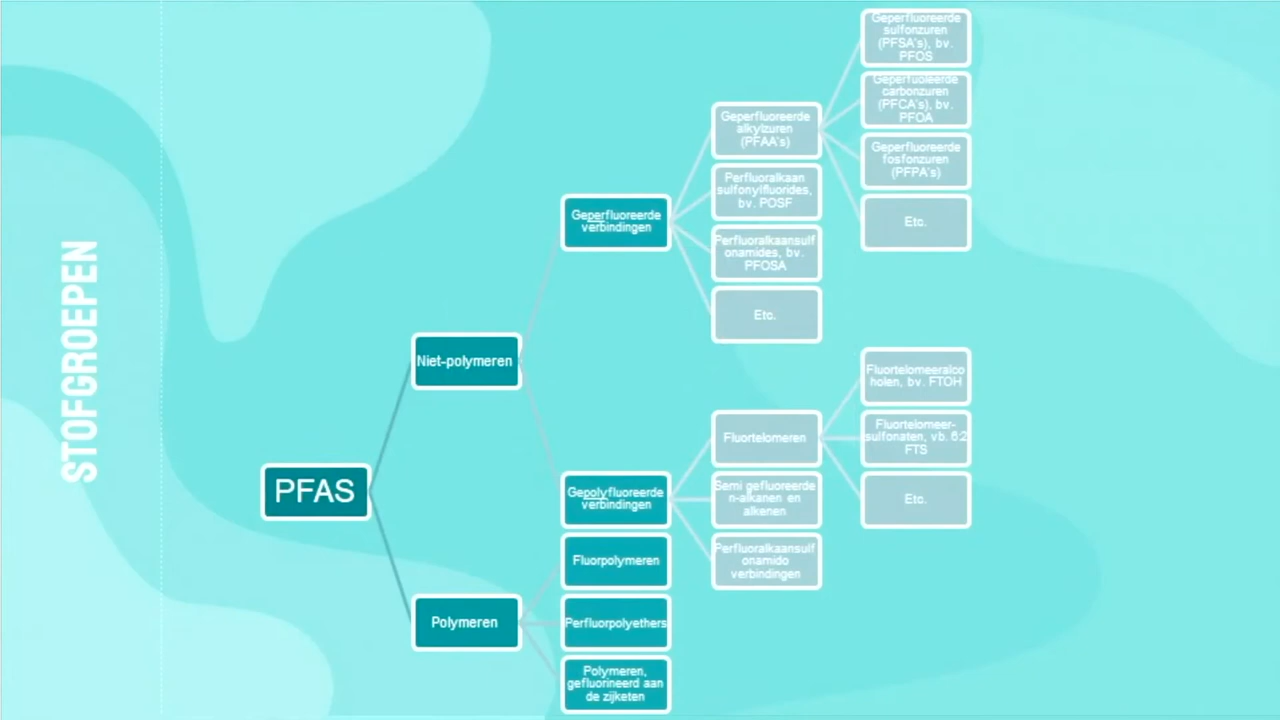 STOFGROEPEN
PFAS
Niet-polymeren
Polymeren
Geperfluoreerde
verbindingen
Gepolyfluoreerde
verbindingen
Fluorpolymeren
Perfluorpolyethers
Polymeren,
gefluorineerd aan
de zijketen
Geperfluoreerde
alkylzuren
(PFAA's)
Perfluoralkaan
sulfonylfluorides,
bv. POSF
Perfluoralkaansulf
onamides, bv.
PFOSA
Etc.
Fluortelomeren
Semi gefluoreerde
n-alkanen en
alkenen
Perfluoralkaansulf
onamido
verbindingen
Geperfluoreerde
sulfonzuren
(PFSA's), bv.
PFOS
Geperfuoleerde
carbonzuren
(PFCA's), bv.
PFOA
Geperfluoreerde
fosfonzuren
(PFPA's)
Etc.
Fluortelomeeralco
holen, bv. FTOH
Fluortelomeer-
sulfonaten, vb. 6:2
FTS
Etc.